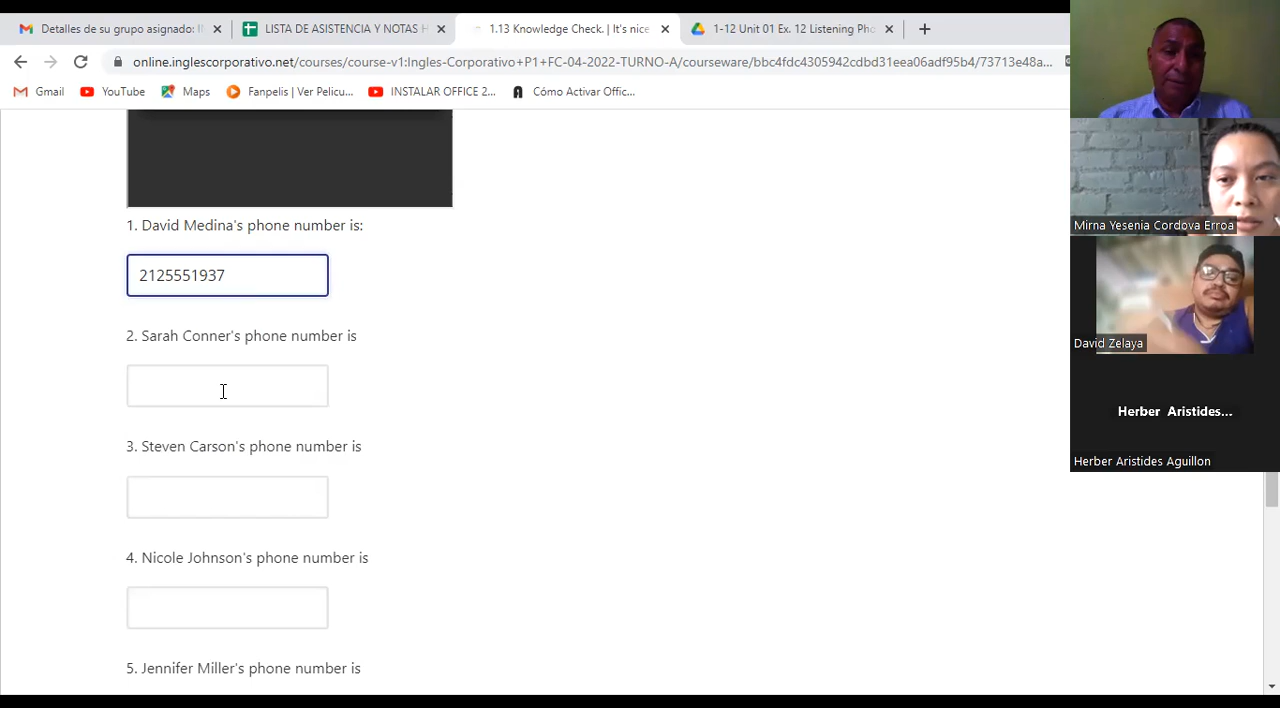 Detalles de su grupo asignado: I
LISTA DE ASISTENCIA Y NOTAS H
1.13 Knowledge Check. | It's nice
1-12 Unit 01 Ex. 12 Listening Pho
online.inglescorporativo.net/courses/course-v1:Ingles-Corporativo+P1+FC-04-2022-TURNO-A/courseware/bbc4fdc4305942cdbd31eea06adf95b4/73713e48a...
Gmail
YouTube
Maps
Fanpelis | Ver Pelicu...
INSTALAR OFFICE 2...
Cómo Activar Offic...
1. David Medina's phone number is:
2125551937
2. Sarah Conner's phone number is
3. Steven Carson's phone number is
4. Nicole Johnson's phone number is
5. Jennifer Miller's phone number is
Mirna Yesenia Cordova Erroa
David Zelaya
Herber Aristides...
Herber Aristides Aguillon